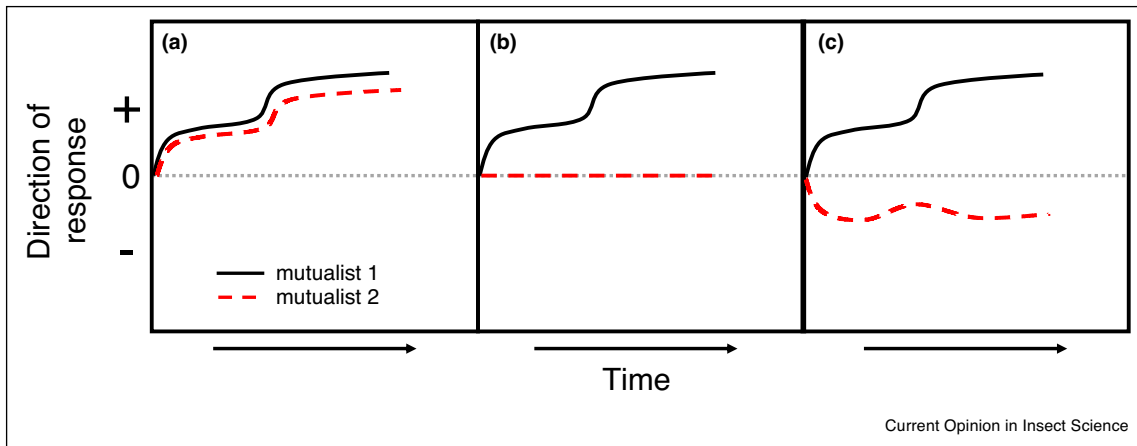 (a)
(b)
(c)
+
0
-
Direction of
response
mutualist 1
mutualist 2
Time
Current Opinion in Insect Science